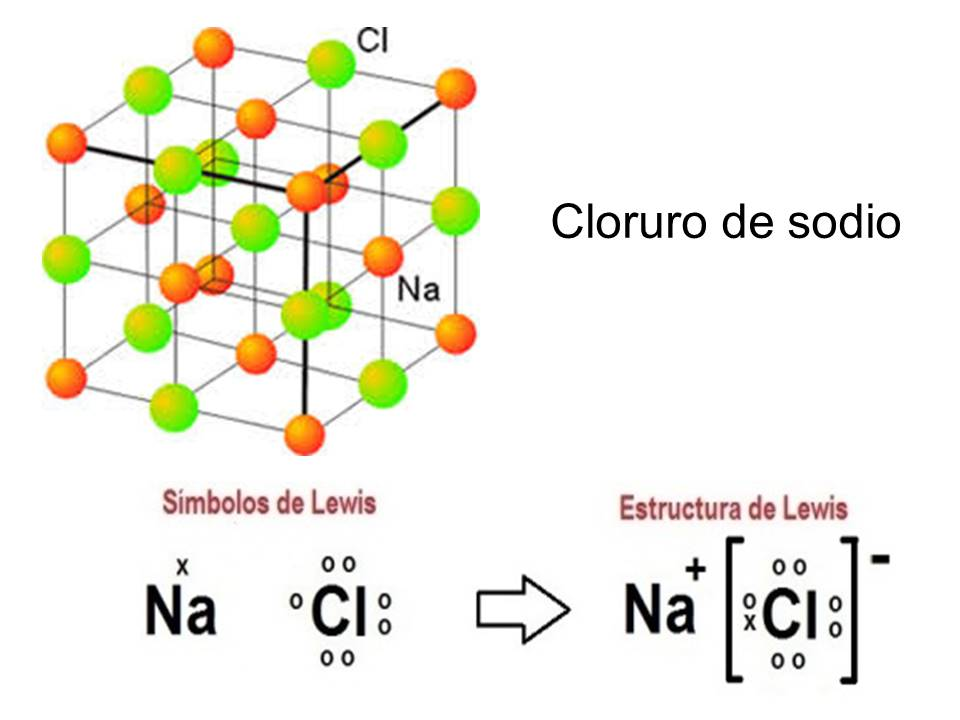 Cl
Cloruro de sodio
Na
Símbolos de Lewis
Estructura de Lewis
x
Na
o o
o Cl o
o
o o
Na +
[ o o
o
x Cl o
o
o o ] -